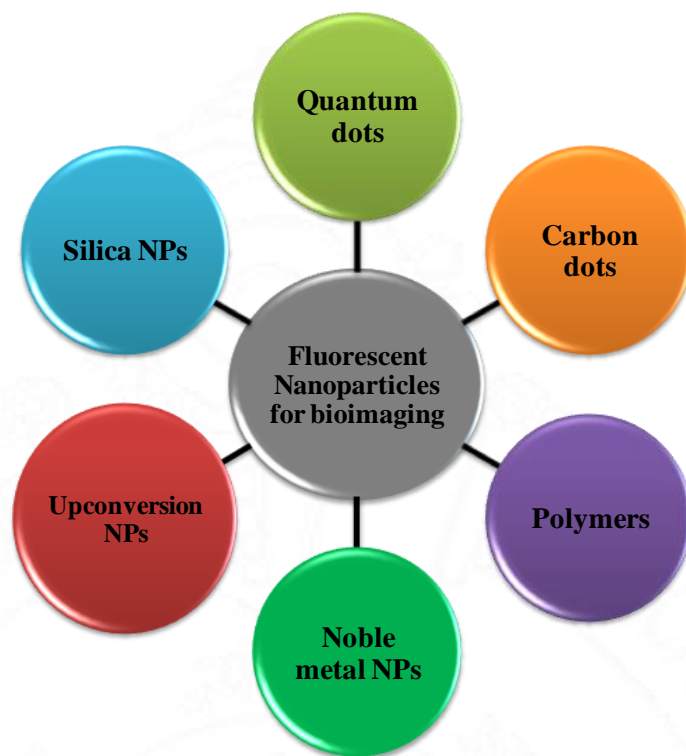 Quantum
dots
Carbon
dots
Polymers
Noble
metal NPs
Upconversion
NPs
Silica NPs
Fluorescent
Nanoparticles
for bioimaging